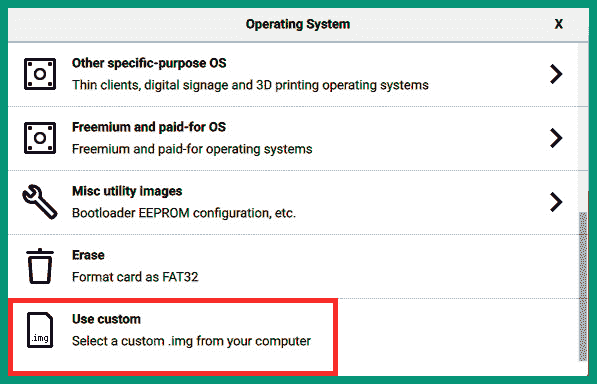 Operating System X
Other specific-purpose OS
Thin clients, digital signage and 3D printing operating systems
Freemium and paid-for OS
Freemium and paid-for operating systems
Misc utility images
Bootloader EEPROM configuration, etc.
Erase
Format card as FAT32
Use custom
.img
Select a custom .img from your computer